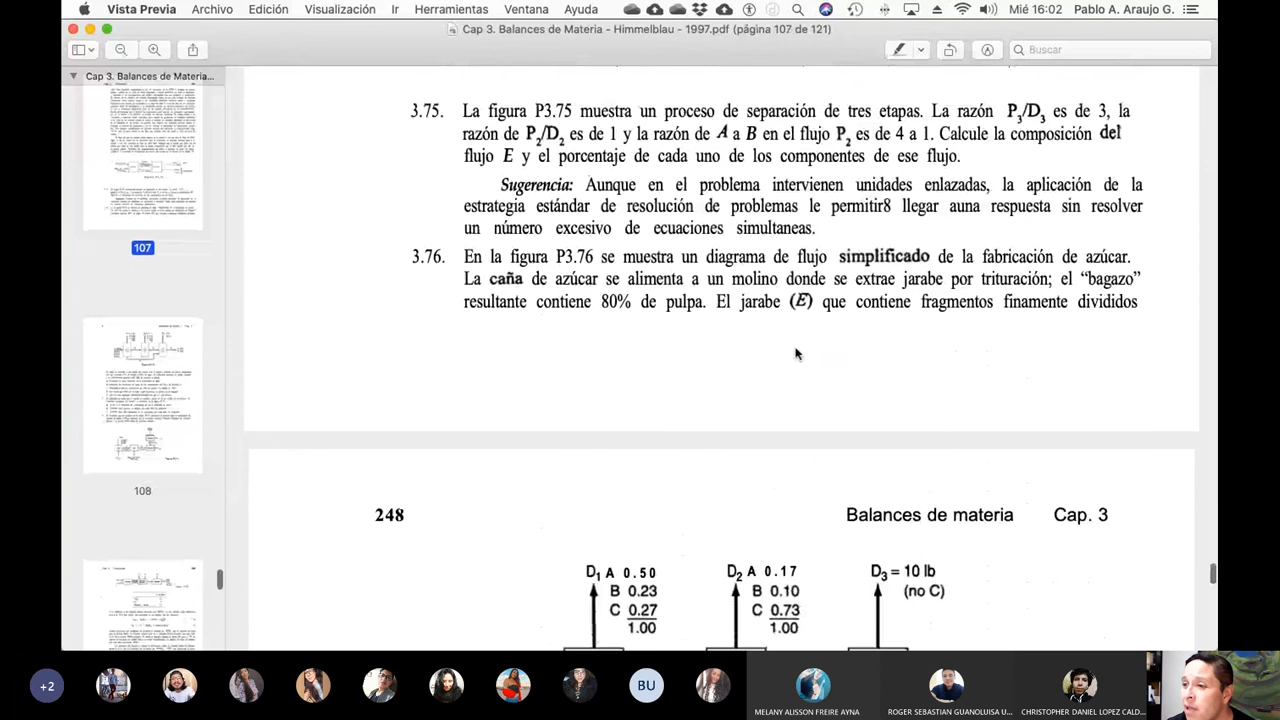 Vista Previa Archivo Edición Visualización Ir Herramientas Ventana Ayuda Mié 16:02 Pablo A. Araujo G.
Cap 3. Balances de Materia - Himmelblau - 1997.pdf (página 107 de 121)
Buscar
Cap 3. Balances de Materia...
107
108
3.75. La figura P3.75 muestra un proceso de separación de tres etapas. La razón P3/D3 es de 3, la
razón de P2/D2 es de 1 y la razón de A a B en el flujo P2 es de 4 a 1. Calcule la composición del
flujo E y el porcentaje de cada uno de los componentes de ese flujo.
Sugerencia: Aunque en el problema intervienen unidades enlazadas, la aplicación de la
estrategia estándar de resolución de problemas le permitir8 llegar auna respuesta sin resolver
un número excesivo de ecuaciones simultaneas.
3.76. En la figura P3.76 se muestra un diagrama de flujo simplificado de la fabricación de azúcar.
La caña de azúcar se alimenta a un molino donde se extrae jarabe por trituración; el “bagazo”
resultante contiene 80% de pulpa. El jarabe (E) que contiene fragmentos finamente divididos
248 Balances de materia Cap. 3
D1 A 0.50 D2 A 0.17 D3 = 10 lb
B 0.23 B 0.10 (no C)
C 0.27 C 0.73
1.00 1.00
+2 BU
MELANY ALISSON FREIRE AYNA ROGER SEBASTIAN GUANOLUISA U... CHRISTOPHER DANIEL LOPEZ CALD...